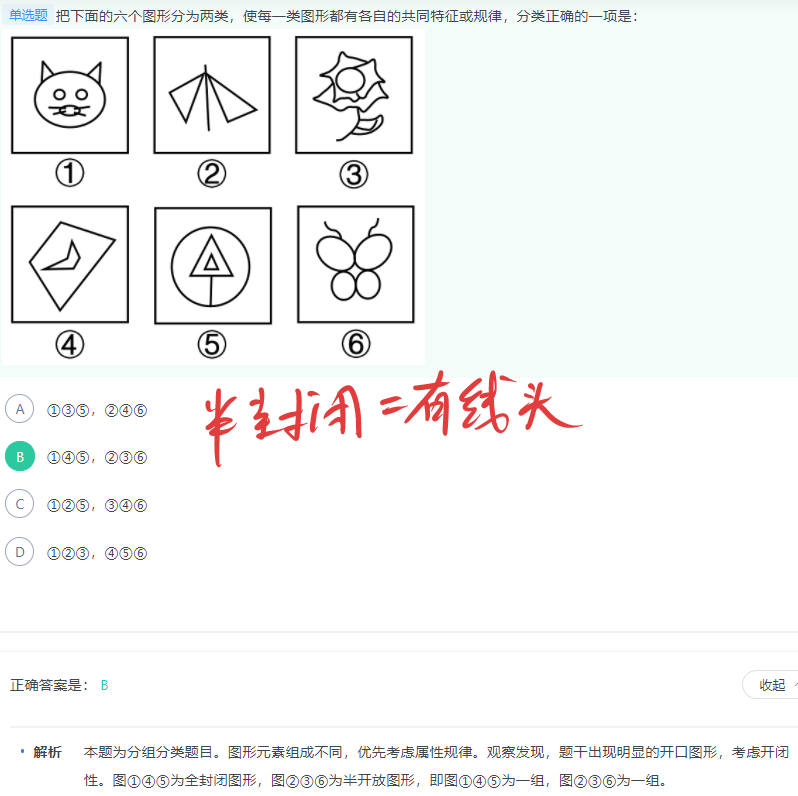 单选题 把下面的六个图形分为两类，使每一类图形都有各自的共同特征或规律，分类正确的一项是：
① ② ③
④ ⑤ ⑥
A ①③⑤，②④⑥
半封闭=有线头
B ①④⑤，②③⑥
C ①②⑤，③④⑥
D ①②③，④⑤⑥
正确答案是： B 收起
解析 本题为分组分类题目。图形元素组成不同，优先考虑属性规律。观察发现，题干出现明显的开口图形，考虑开闭
性。图①④⑤为全封闭图形，图②③⑥为半开放图形，即图①④⑤为一组，图②③⑥为一组。